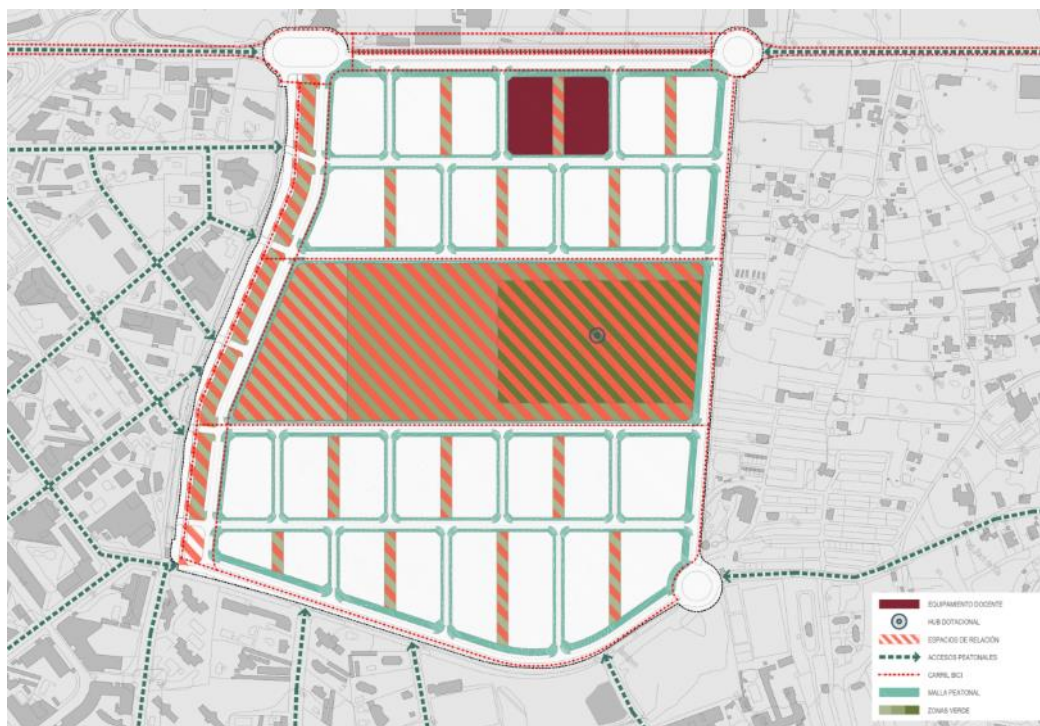 EQUIPAMIENTO DOCENTE
HUB DOTACIONAL
ESPACIOS DE RELACIÓN
ACCESOS PEATONALES
CARRIL BICI
MALLA PEATONAL
ZONAS VERDE